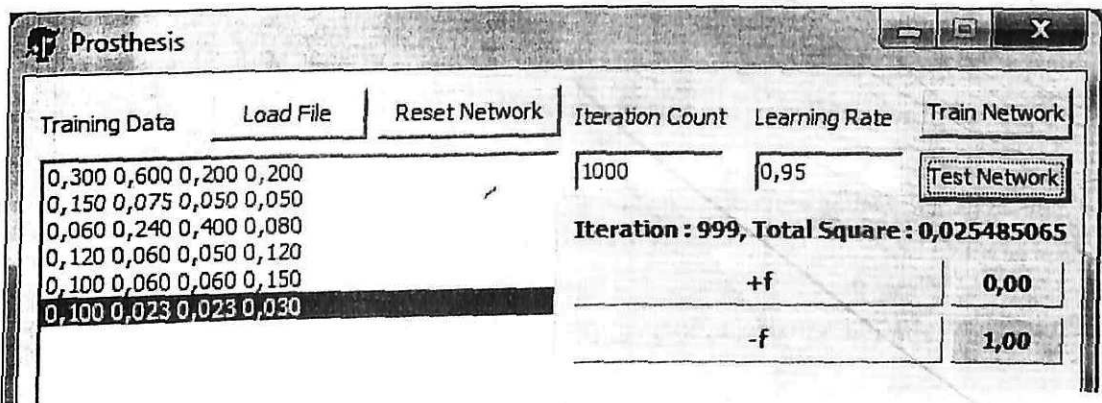 Prosthesis
Training Data Load File Reset Network Iteration Count Learning Rate Train Network
1000 0,95 Test Network
0,300 0,600 0,200 0,200
0,150 0,075 0,050 0,050
0,060 0,240 0,400 0,080
0,120 0,060 0,050 0,120
0,100 0,060 0,060 0,150
0,100 0,023 0,023 0,030
Iteration : 999, Total Square : 0,025485065
+f 0,00
-f 1,00